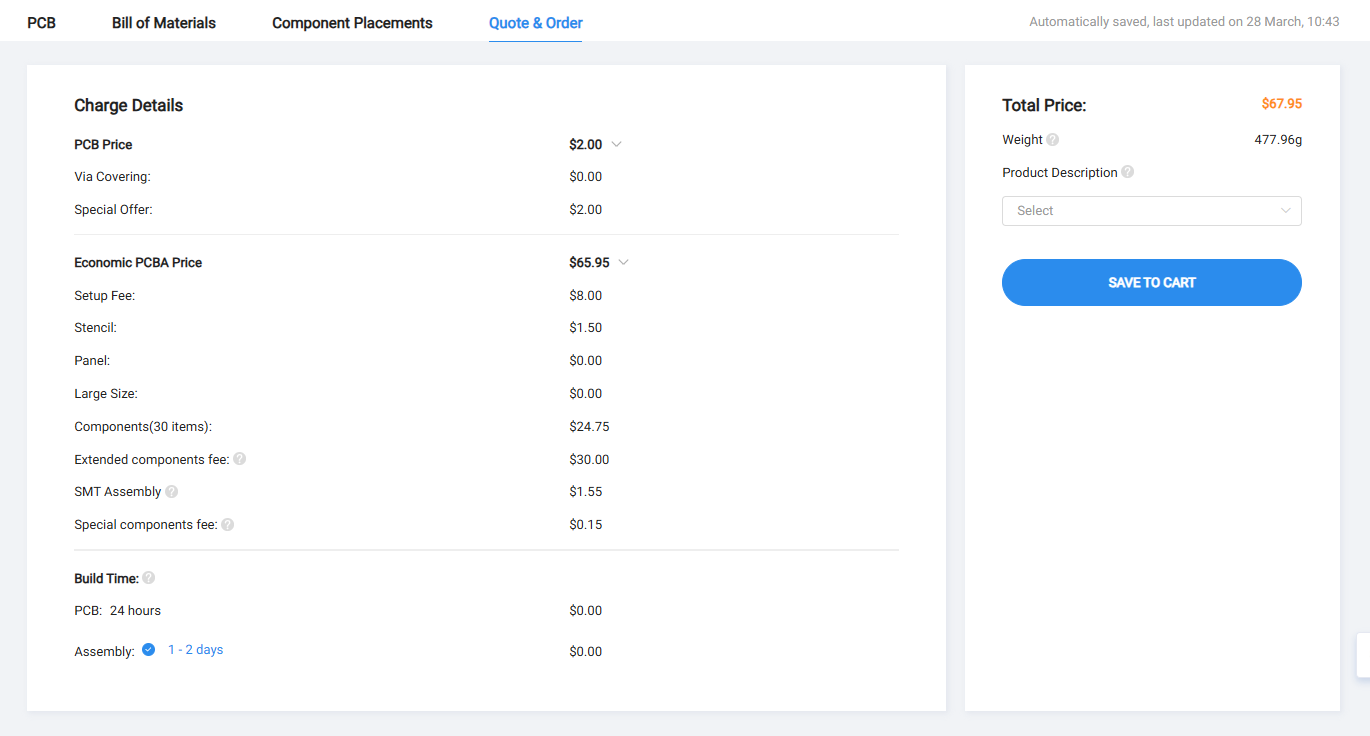 PCB Bill of Materials Component Placements Quote & Order Automatically saved, last updated on 28 March, 10:43
Charge Details
PCB Price $2.00
Via Covering: $0.00
Special Offer: $2.00
Economic PCBA Price $65.95
Setup Fee: $8.00
Stencil: $1.50
Panel: $0.00
Large Size: $0.00
Components(30 items): $24.75
Extended components fee: ? $30.00
SMT Assembly ? $1.55
Special components fee: ? $0.15
Build Time: ?
PCB: 24 hours $0.00
Assembly: 1 - 2 days $0.00
Total Price: $67.95
Weight ? 477.96g
Product Description ?
Select
SAVE TO CART